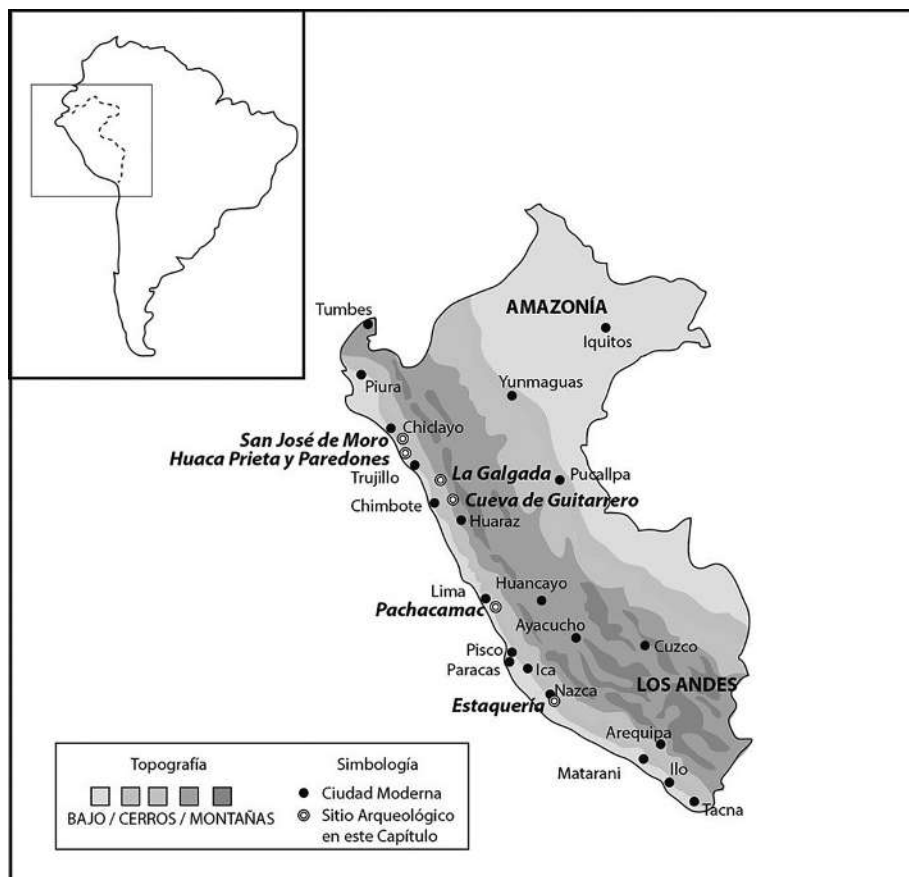 Tumbes
AMAZONÍA
Iquitos
Piura
Yunmaguas
Chiclayo
San José de Moro
Huaca Prieta y Paredones
Trujillo
La Galgada
Pucallpa
Chimbote
Cueva de Guitarrero
Huaraz
Lima
Huancayo
Pachacamac
Ayacucho
Pisco
Cuzco
Paracas
Ica
LOS ANDES
Nazca
Estaquería
Arequipa
Matarani
Ilo
Tacna
Topografía
BAJO / CERROS / MONTAÑAS
Simbología
Ciudad Moderna
Sitio Arqueológico
en este Capítulo